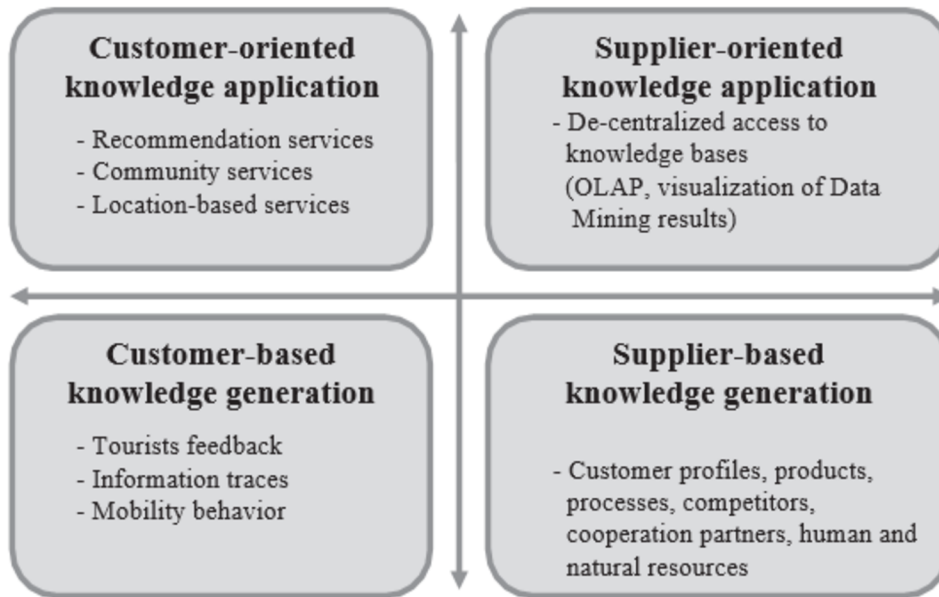 Customer-oriented
knowledge application
- Recommendation services
- Community services
- Location-based services
Supplier-oriented
knowledge application
- De-centralized access to
knowledge bases
(OLAP, visualization of Data
Mining results)
Customer-based
knowledge generation
- Tourists feedback
- Information traces
- Mobility behavior
Supplier-based
knowledge generation
- Customer profiles, products,
processes, competitors,
cooperation partners, human and
natural resources